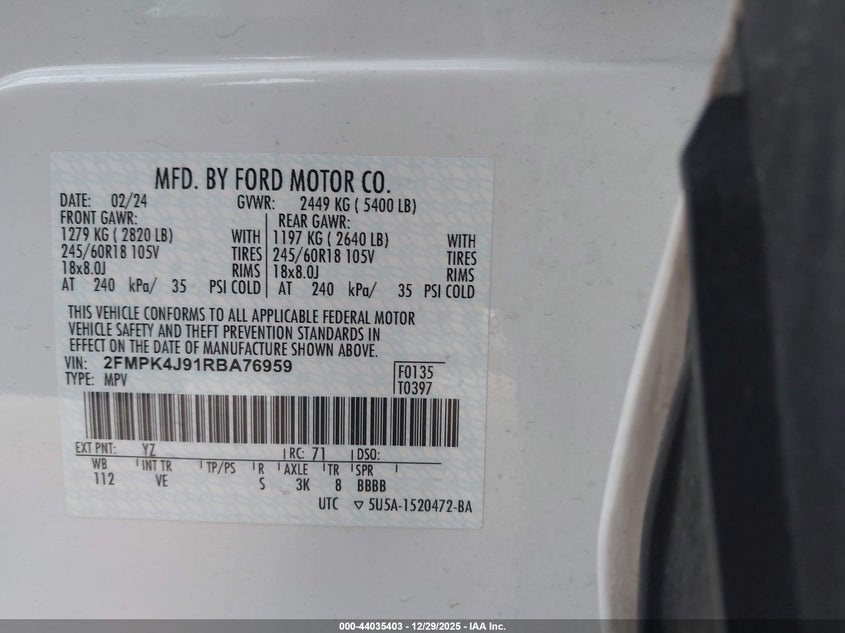 MFD. BY FORD MOTOR CO.
DATE: 02/24 GVWR: 2449 KG ( 5400 LB)
FRONT GAWR: REAR GAWR:
1279 KG ( 2820 LB) WITH 1197 KG ( 2640 LB) WITH
245/60R18 105V TIRES 245/60R18 105V TIRES
18x8.0J RIMS 18x8.0J RIMS
AT 240 kPa/ 35 PSI COLD AT 240 kPa/ 35 PSI COLD
THIS VEHICLE CONFORMS TO ALL APPLICABLE FEDERAL MOTOR
VEHICLE SAFETY AND THEFT PREVENTION STANDARDS IN
EFFECT ON THE DATE OF MANUFACTURE SHOWN ABOVE.
VIN: 2FMPK4J91RBA76959 F0135
TYPE: MPV T0397
EXT PNT: YZ RC: 71 DSO:
WB INT TR TP/PS R AXLE TR SPR
112 VE S 3K 8 BBBB
UTC ▽ 5U5A-1520472-BA
000-44035403 - 12/29/2025 - IAA Inc.